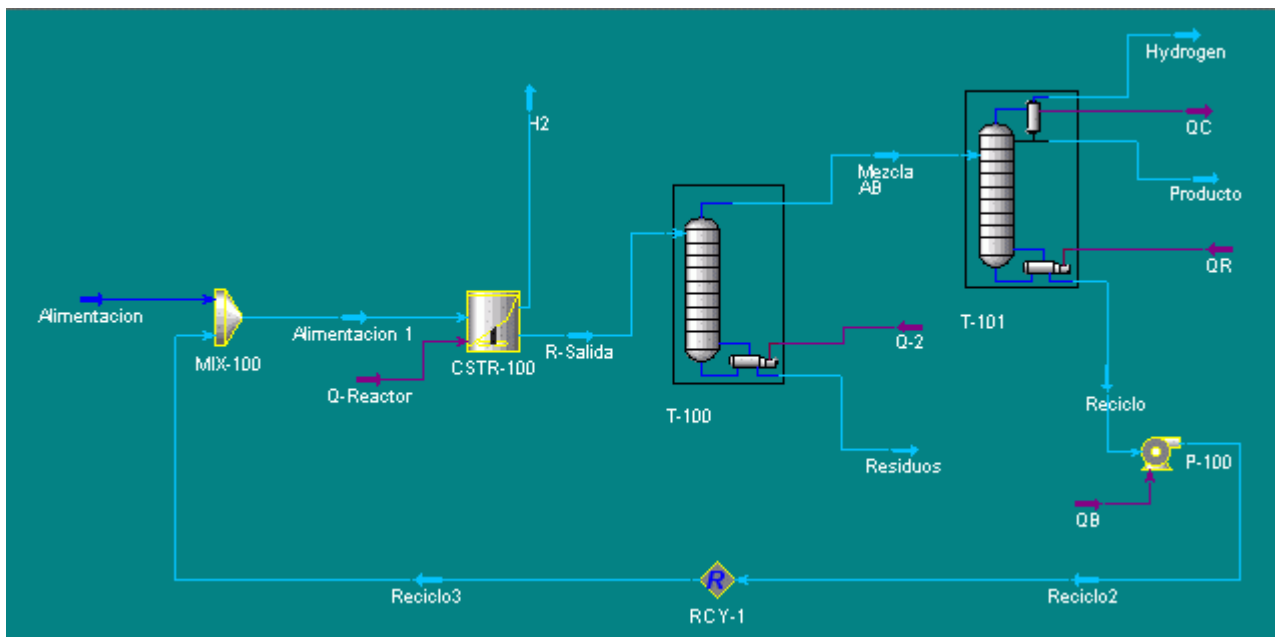 Hydrogen
QC
H2
Mezcla
AB
Producto
QR
Alimentacion
Alimentacion 1
T-101
Q-2
R-Salida
MIX-100
CSTR-100
Q-Reactor
Reciclo
T-100
Residuos
P-100
QB
R
Reciclo3
Reciclo2
RCY-1